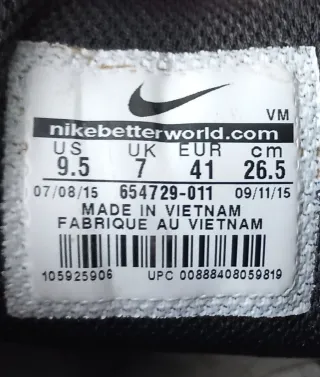 VM
nikebetterworld.com
US UK EUR cm
9.5 7 41 26.5
07/08/15 654729-011 09/11/15
MADE IN VIETNAM
FABRIQUE AU VIETNAM
105925906 UPC 00888408059819